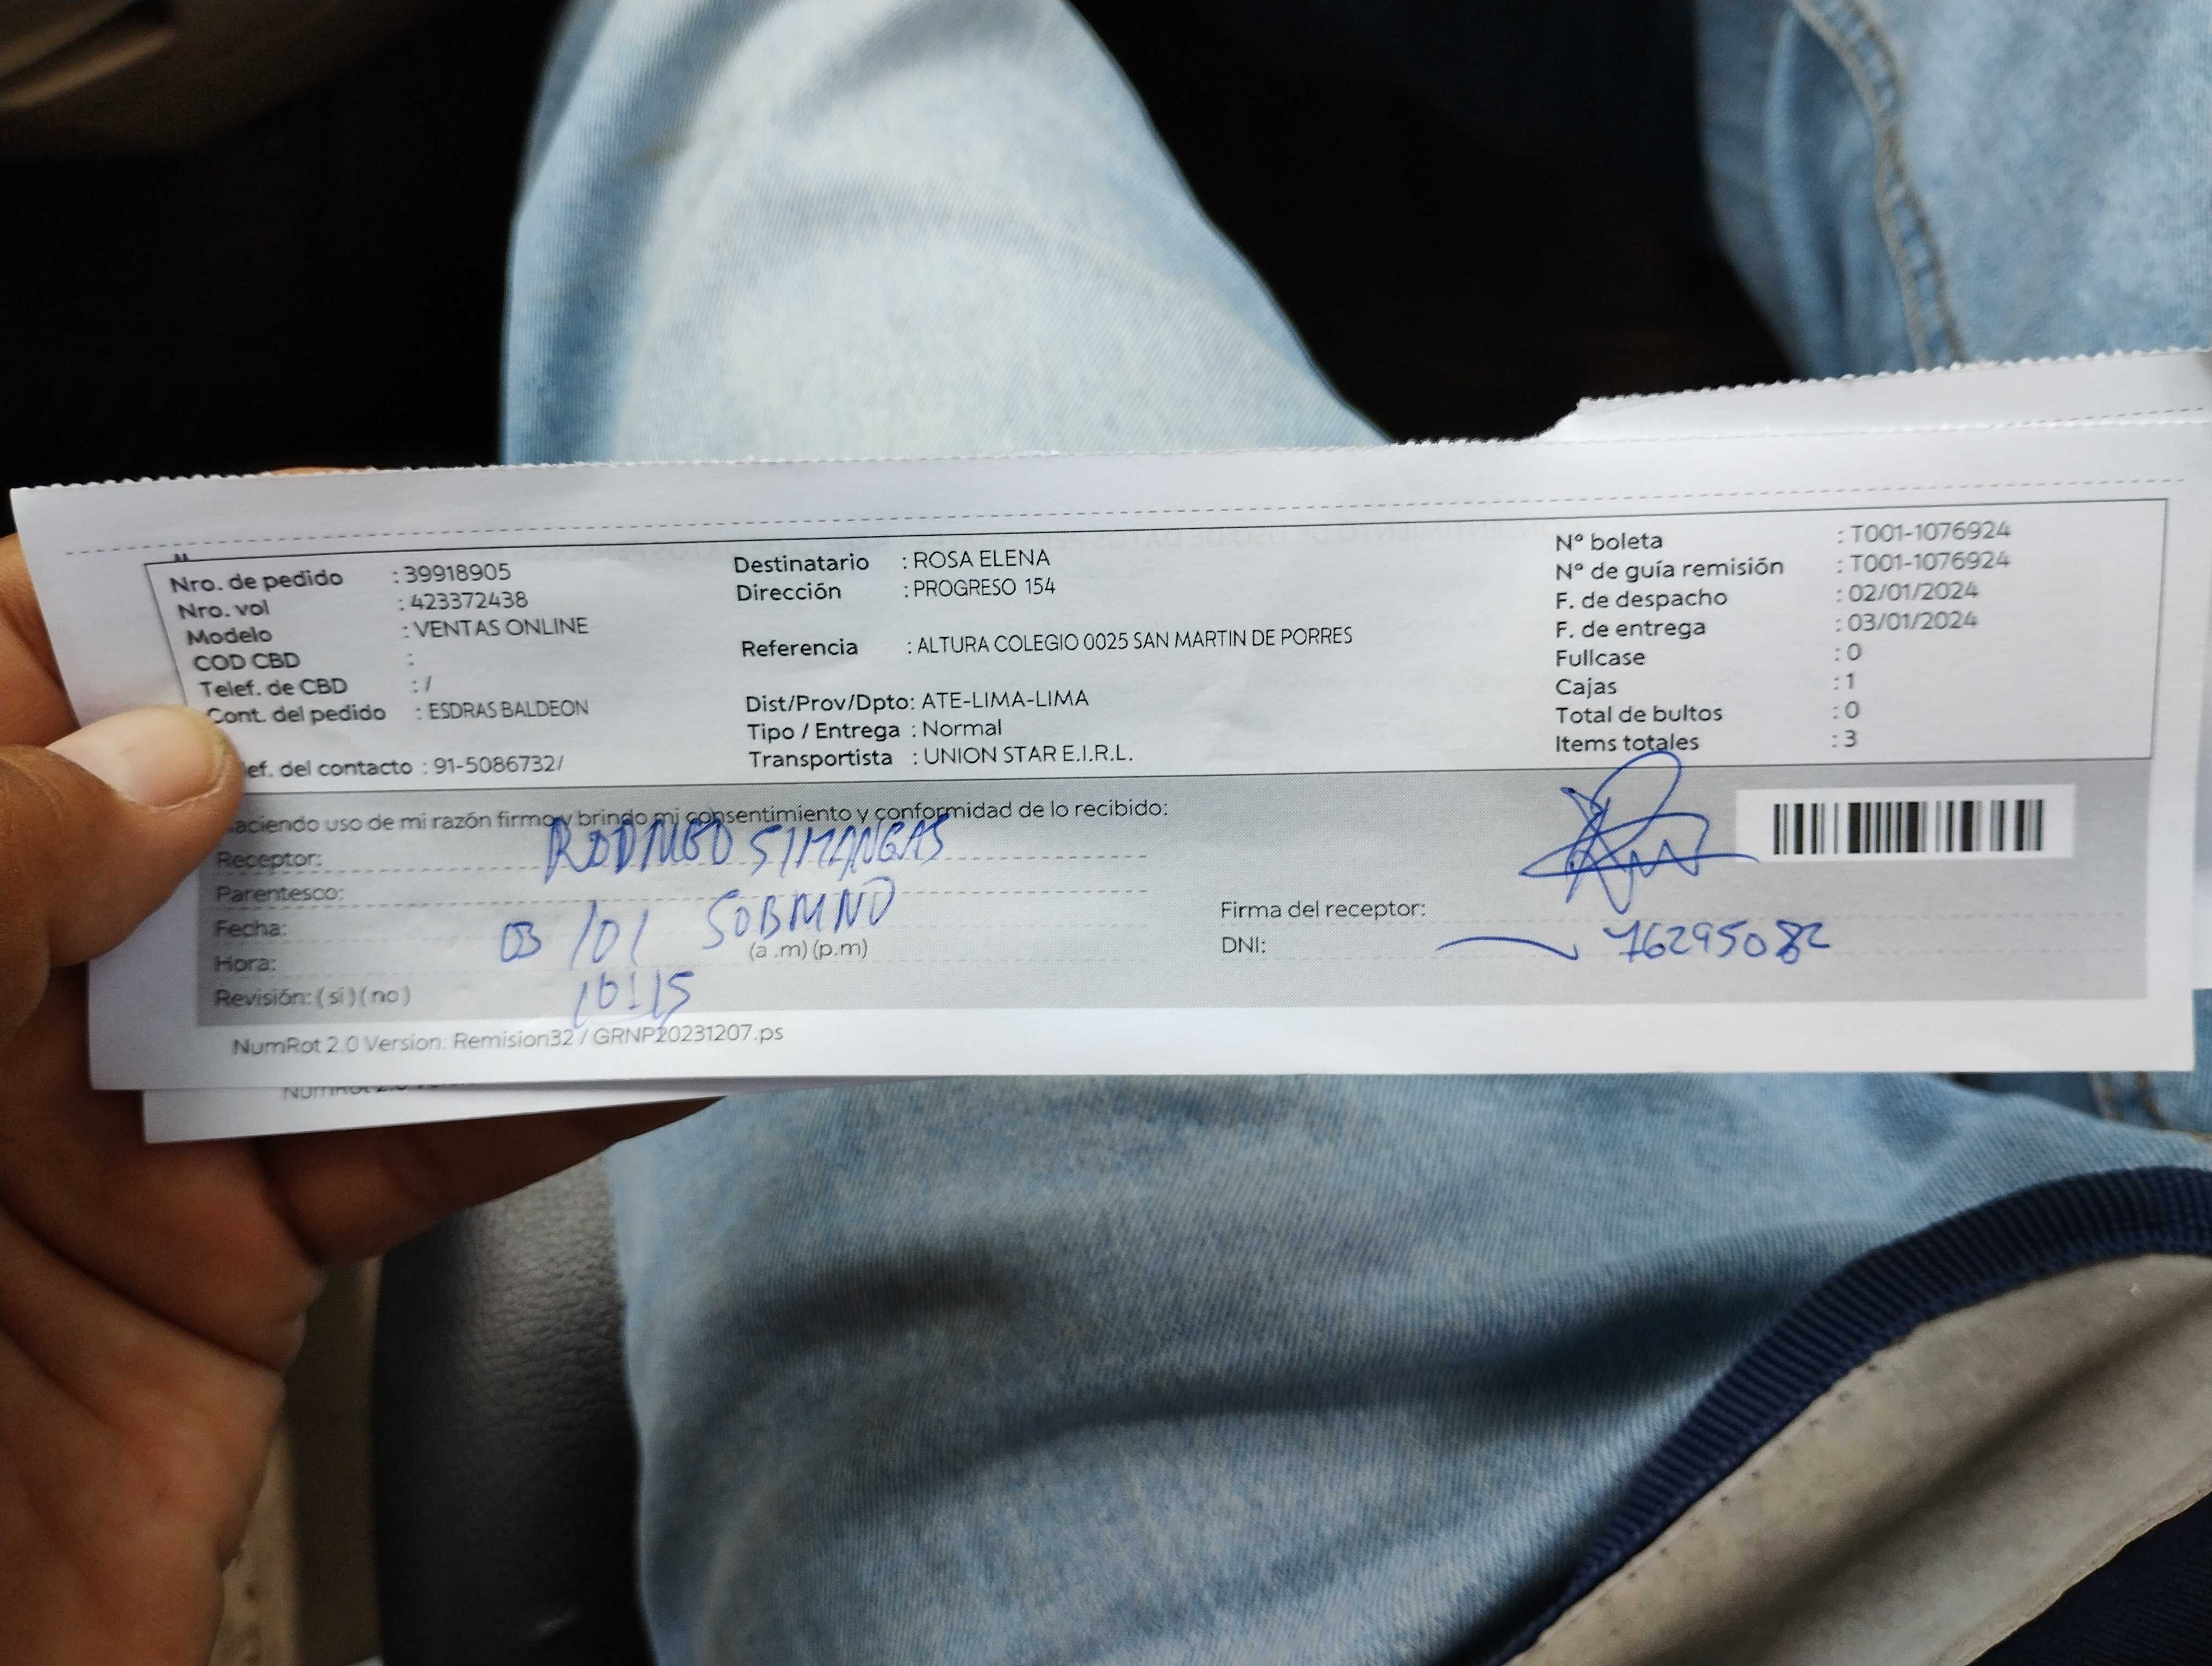 Nro. de pedido : 39918905
Nro. vol : 423372438
Modelo : VENTAS ONLINE
COD CBD :
Telef. de CBD : /
Cont. del pedido : ESDRAS BALDEON
ef. del contacto : 91-5086732/
Destinatario : ROSA ELENA
Dirección : PROGRESO 154
Referencia : ALTURA COLEGIO 0025 SAN MARTIN DE PORRES
Dist/Prov/Dpto: ATE-LIMA-LIMA
Tipo / Entrega : Normal
Transportista : UNION STAR E.I.R.L.
N° boleta : T001-1076924
N° de guía remisión : T001-1076924
F. de despacho : 02/01/2024
F. de entrega : 03/01/2024
Fullcase : 0
Cajas : 1
Total de bultos : 0
Items totales : 3
aciendo uso de mi razón firmo y brindo mi consentimiento y conformidad de lo recibido:
Receptor: RODRIGO SIMANGAS
Parentesco: SOBRINO
Fecha: 03/01
Hora: 10:15 (a .m) (p.m)
Revisión: ( si ) ( no )
Firma del receptor:
DNI: 76295082
NumRot 2.0 Version: Remision32 / GRNP20231207.ps